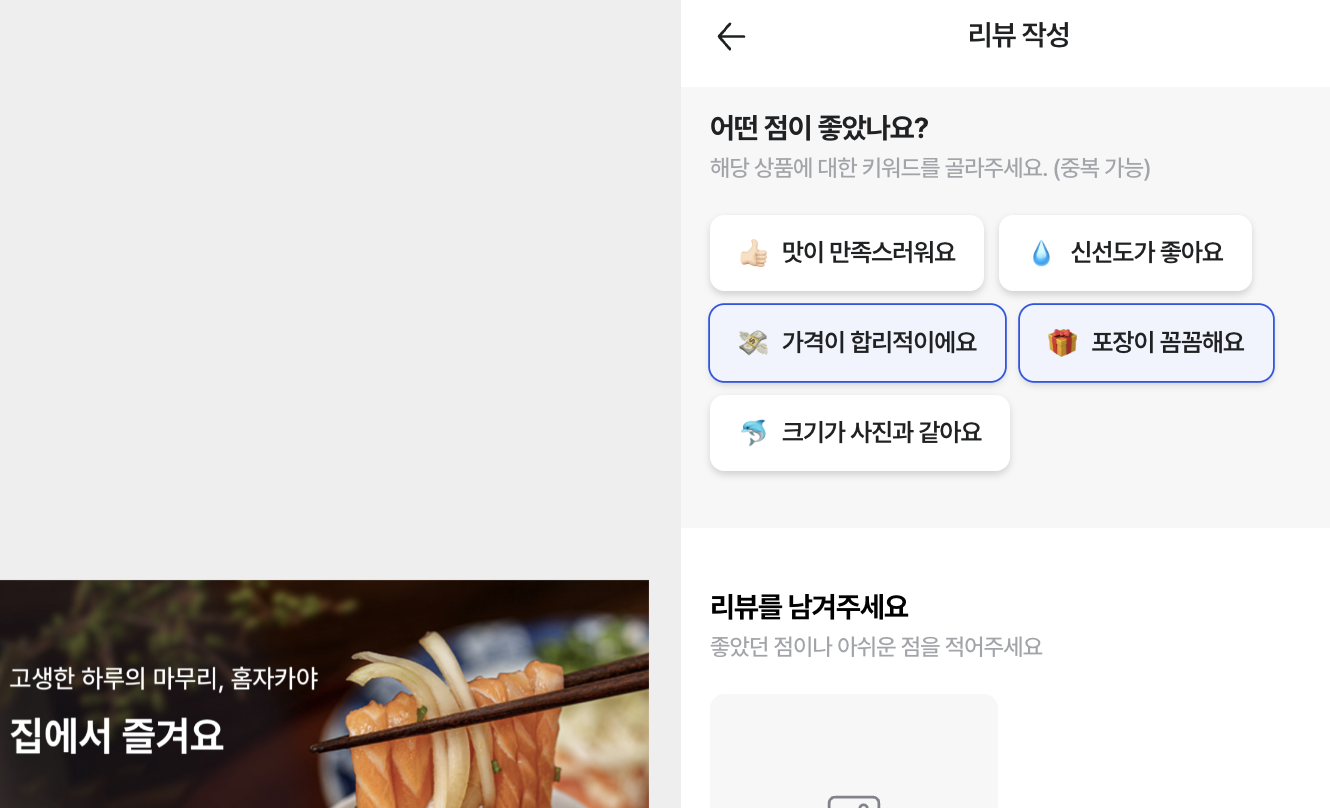 리뷰 작성
어떤 점이 좋았나요?
해당 상품에 대한 키워드를 골라주세요. (중복 가능)
맛이 만족스러워요
신선도가 좋아요
가격이 합리적이에요
포장이 꼼꼼해요
크기가 사진과 같아요
리뷰를 남겨주세요
좋았던 점이나 아쉬운 점을 적어주세요
고생한 하루의 마무리, 홈자카야
집에서 즐겨요